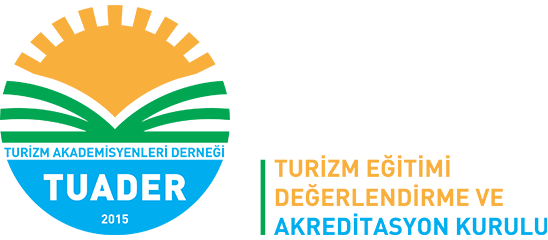 TURİZM AKADEMİSYENLERİ DERNEĞİ
TUADER
2015
TURİZM EĞİTİMİ
DEĞERLENDİRME VE
AKREDİTASYON KURULU